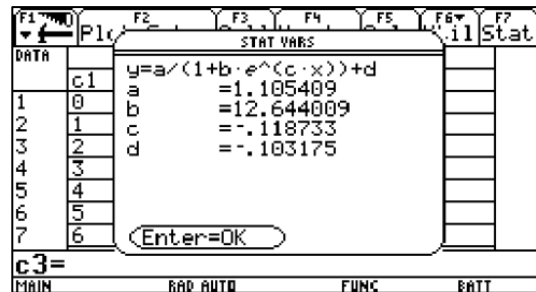 F1 F2 F3 F4 F5 F6 F7
Stat
STAT VARS
DATA
y=a/(1+b·e^(c·x))+d
c1
a =1.105409
1 0
b =12.644009
2 1
c =-.118733
3 2
d =-.103175
4 3
5 4
6 5
7 6
Enter=OK
c3=
MAIN RAD AUTO FUNC BATT